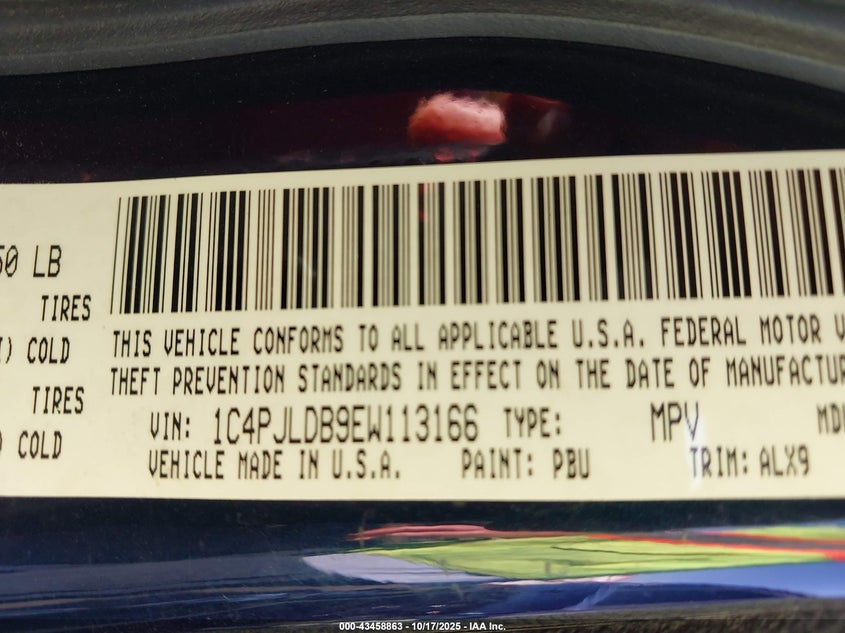 50 LB
TIRES
) COLD
TIRES
) COLD
THIS VEHICLE CONFORMS TO ALL APPLICABLE U.S.A. FEDERAL MOTOR V
THEFT PREVENTION STANDARDS IN EFFECT ON THE DATE OF MANUFACTUR
VIN: 1C4PJLDB9EW113166 TYPE: MPV MD
VEHICLE MADE IN U.S.A. PAINT: PBU TRIM: ALX9
000-43458863 - 10/17/2025 - IAA Inc.